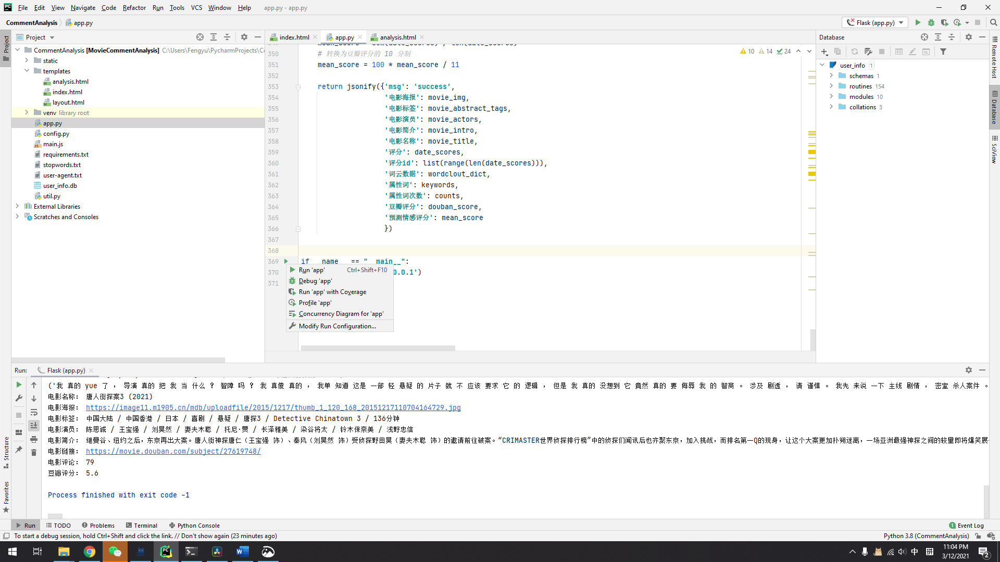 File Edit View Navigate Code Refactor Run Tools VCS Window Help app.py - app.py
CommentAnalysis app.py
Flask (app.py)
Project
CommentAnalysis [MovieCommentAnalysis] C:\Users\Fengyu\PycharmProjects\Co
static
templates
analysis.html
index.html
layout.html
venv library root
app.py
config.py
main.js
requirements.txt
stopwords.txt
user-agent.txt
user_info.db
util.py
External Libraries
Scratches and Consoles
index.html app.py analysis.html
10 14 24
350 # 转换为豆瓣评分的 10 分制
351 mean_score = 100 * mean_score / 11
352
353 return jsonify({'msg': 'success',
354 '电影海报': movie_img,
355 '电影标签': movie_abstract_tags,
356 '电影演员': movie_actors,
357 '电影简介': movie_intro,
358 '电影名称': movie_title,
359 '评分': date_scores,
360 '评分id': list(range(len(date_scores))),
361 '词云数据': wordclout_dict,
362 '属性词': keywords,
363 '属性词次数': counts,
364 '豆瓣评分': douban_score,
365 '预测情感评分': mean_score
366 })
367
368
369 if __name__ == "__main__":
370 0.0.1')
371
Run 'app' Ctrl+Shift+F10
Debug 'app'
Run 'app' with Coverage
Profile 'app'
Concurrency Diagram for 'app'
Modify Run Configuration...
Database
user_info 1
schemas 1
routines 154
modules 10
collations 3
Project
Structure
Favorites
Remote Host
Database
SciView
Run: Flask (app.py)
('我 真的 yue 了 , 导演 真的 把 我 当 什么 ? 智障 吗 ? 我 真傻 真的 , 我单 知道 这是 一部 轻 悬疑 的 片子 就 不 应该 要求 它 的 逻辑 , 但是 我 真的 没想到 它 竟然 真的 要 侮辱 我 的 智商 。 涉及 剧透 , 请 谨慎 。 我先 来说 一下 主线 剧情 , 密室 杀人案件 。
电影名称: 唐人街探案3 (2021)
电影海报: https://image11.m1905.cn/mdb/uploadfile/2015/1217/thumb_1_120_168_20151217110704164729.jpg
电影标签: 中国大陆 / 中国香港 / 日本 / 喜剧 / 悬疑 / 唐探3 / Detective Chinatown 3 / 136分钟
电影演员: 陈思诚 / 王宝强 / 刘昊然 / 妻夫木聪 / 托尼·贾 / 长泽雅美 / 染谷将太 / 铃木保奈美 / 浅野忠信
电影简介: 继曼谷、纽约之后，东京再出大案。唐人街神探唐仁（王宝强 饰）、秦风（刘昊然 饰）受侦探野田昊（妻夫木聪 饰）的邀请前往破案。“CRIMASTER世界侦探排行榜”中的侦探们闻讯后也齐聚东京，加入挑战，而排名第一Q的现身，让这个大案更加扑朔迷离，一场亚洲最强神探之间的较量即将爆笑展
电影链接: https://movie.douban.com/subject/27619748/
电影评论: 79
豆瓣评分: 5.6
Process finished with exit code -1
Run TODO Problems Terminal Python Console
1 Event Log
To start a debug session, hold Ctrl+Shift and click the link. // Don't show again (23 minutes ago)
Python 3.8 (CommentAnalysis)
中 拼
11:04 PM
3/12/2021
2